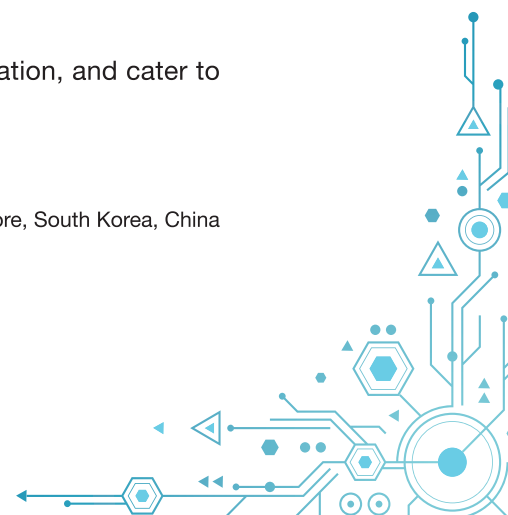 ation, and cater to
ore, South Korea, China